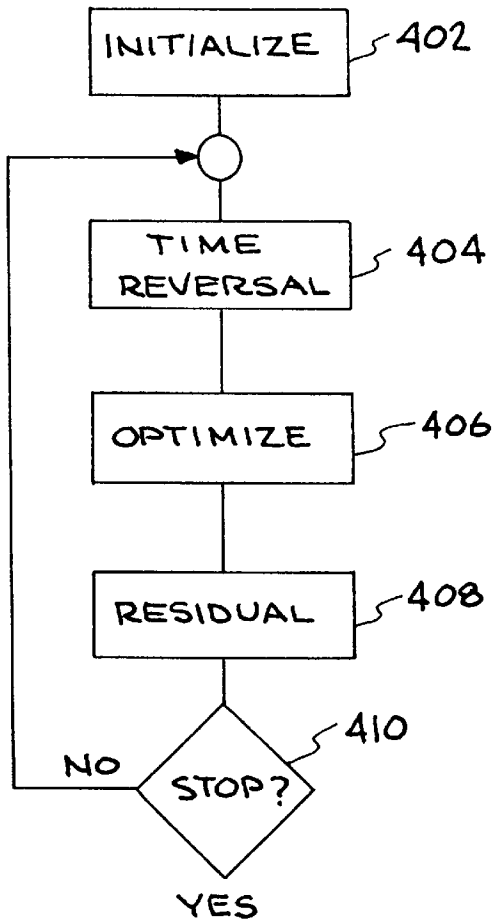 INITIALIZE
402
TIME
REVERSAL
404
OPTIMIZE
406
RESIDUAL
408
410
NO
STOP?
YES